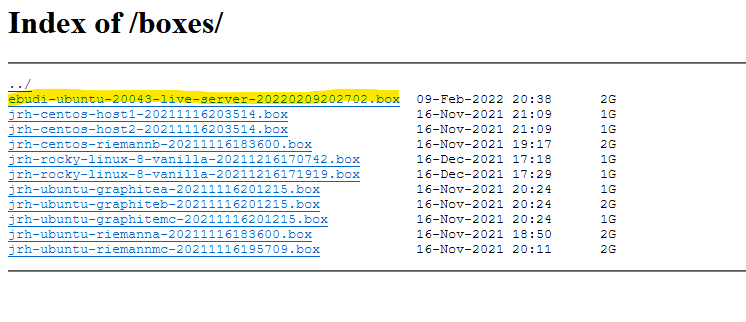 Index of /boxes/
../
ebudi-ubuntu-20043-live-server-20220209202702.box 09-Feb-2022 20:38 2G
jrh-centos-host1-20211116203514.box 16-Nov-2021 21:09 1G
jrh-centos-host2-20211116203514.box 16-Nov-2021 21:09 1G
jrh-centos-riemannb-20211116183600.box 16-Nov-2021 19:17 2G
jrh-rocky-linux-8-vanilla-20211216170742.box 16-Dec-2021 17:18 1G
jrh-rocky-linux-8-vanilla-20211216171919.box 16-Dec-2021 17:29 1G
jrh-ubuntu-graphitea-20211116201215.box 16-Nov-2021 20:24 1G
jrh-ubuntu-graphiteb-20211116201215.box 16-Nov-2021 20:24 2G
jrh-ubuntu-graphitemc-20211116201215.box 16-Nov-2021 20:24 1G
jrh-ubuntu-riemanna-20211116183600.box 16-Nov-2021 18:50 2G
jrh-ubuntu-riemannmc-20211116195709.box 16-Nov-2021 20:11 2G